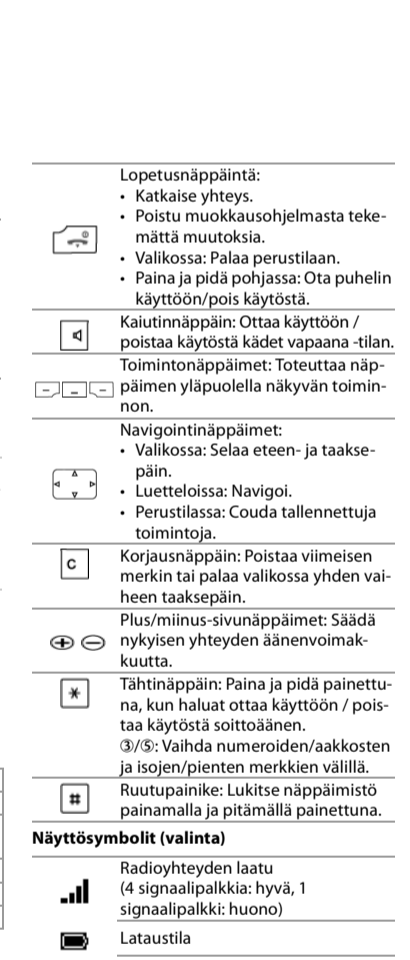 Lopetusnäppäintä:
• Katkaise yhteys.
• Poistu muokkausohjelmasta teke-
mättä muutoksia.
• Valikossa: Palaa perustilaan.
• Paina ja pidä pohjassa: Ota puhelin
käyttöön/pois käytöstä.
Kaiutinnäppäin: Ottaa käyttöön /
poistaa käytöstä kädet vapaana -tilan.
Toimintonäppäimet: Toteuttaa näp-
päimen yläpuolella näkyvän toimin-
non.
Navigointinäppäimet:
• Valikossa: Selaa eteen- ja taakse-
päin.
• Luetteloissa: Navigoi.
• Perustilassa: Couda tallennettuja
toimintoja.
C
Korjausnäppäin: Poistaa viimeisen
merkin tai palaa valikossa yhden vai-
heen taaksepäin.
Plus/miinus-sivunäppäimet: Säädä
nykyisen yhteyden äänenvoimak-
kuutta.
*
Tähtinäppäin: Paina ja pidä painettu-
na, kun haluat ottaa käyttöön / pois-
taa käytöstä soittoäänen.
③/⑤: Vaihda numeroiden/aakkosten
ja isojen/pienten merkkien välillä.
#
Ruutupainike: Lukitse näppäimistö
painamalla ja pitämällä painettuna.
Näyttösymbolit (valinta)
Radioyhteyden laatu
(4 signaalipalkkia: hyvä, 1
signaalipalkki: huono)
Lataustila